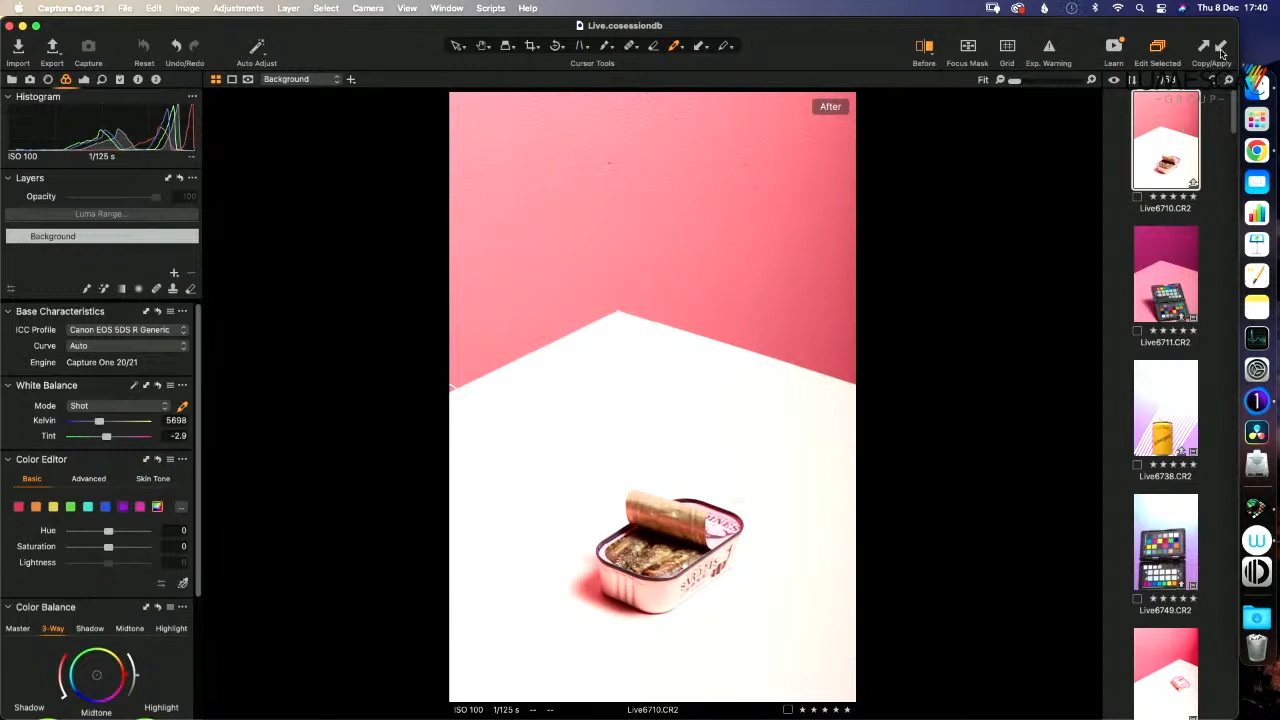 Capture One 21 File Edit Image Adjustments Layer Select Camera View Window Scripts Help
Thu 8 Dec 17:40
Live.cosessiondb
Import Export Capture Reset Undo/Redo Auto Adjust Cursor Tools Before Focus Mask Grid Exp. Warning Learn Edit Selected Copy/Apply
Background
Fit
GROUP
Histogram
ISO 100 1/125 s --
Layers
Opacity 100
Luma Range...
Background
Base Characteristics
ICC Profile Canon EOS 5DS R Generic
Curve Auto
Engine Capture One 20/21
White Balance
Mode Shot
Kelvin 5698
Tint -2.9
Color Editor
Basic Advanced Skin Tone
...
Hue 0
Saturation 0
Lightness 0
Color Balance
Master 3-Way Shadow Midtone Highlight
Shadow Midtone Highlight
After
ISO 100 1/125 s -- -- Live6710.CR2
Live6710.CR2
Live6711.CR2
Live6738.CR2
Live6749.CR2